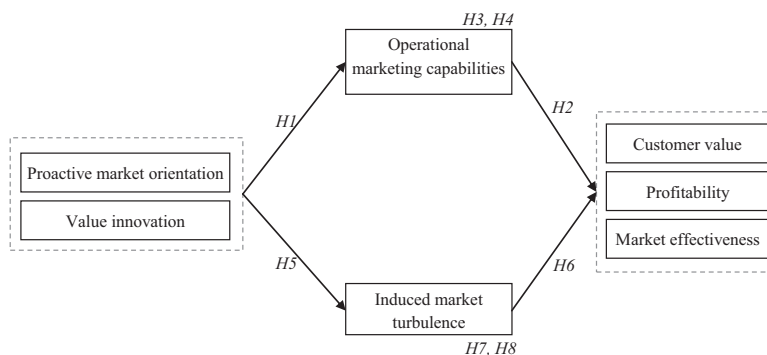 H3, H4
Operational
marketing capabilities
H1
H2
Proactive market orientation
Value innovation
Customer value
Profitability
Market effectiveness
H5
H6
Induced market
turbulence
H7, H8